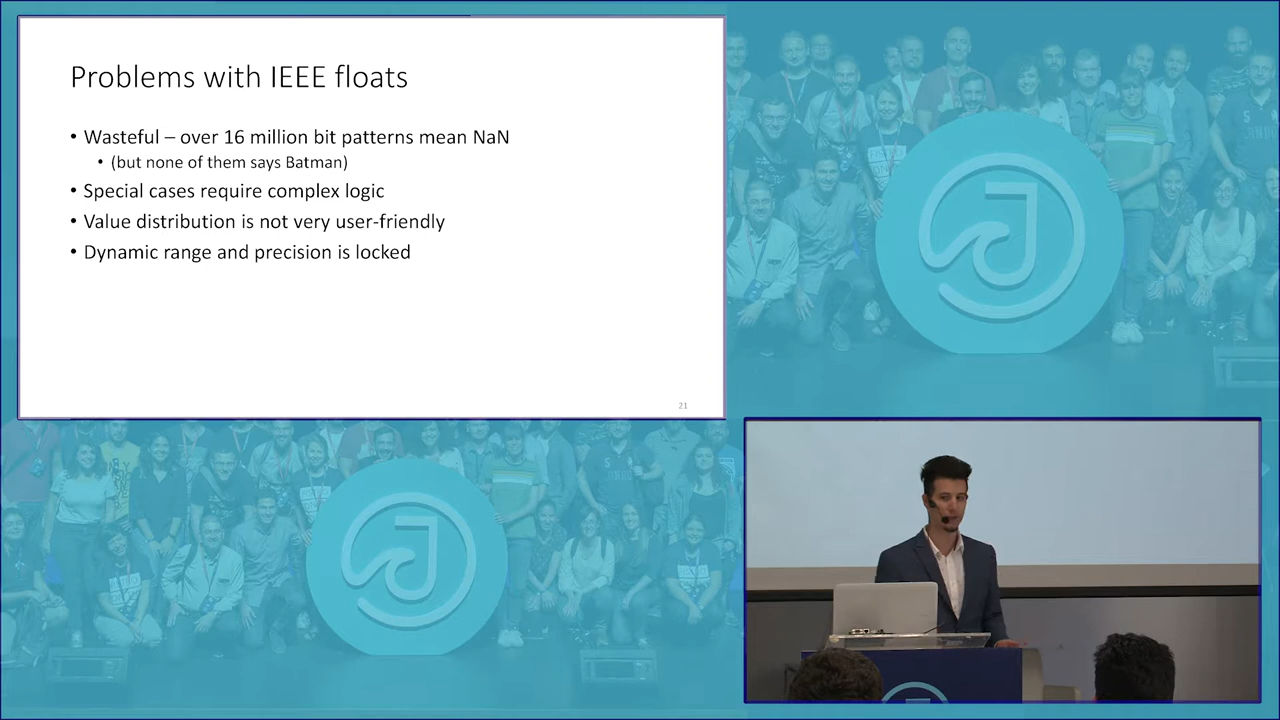 Problems with IEEE floats
• Wasteful – over 16 million bit patterns mean NaN
• (but none of them says Batman)
• Special cases require complex logic
• Value distribution is not very user-friendly
• Dynamic range and precision is locked
21